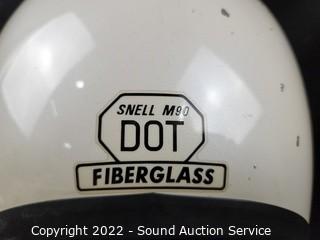 SNELL M90
DOT
FIBERGLASS
Copyright 2022 - Sound Auction Service